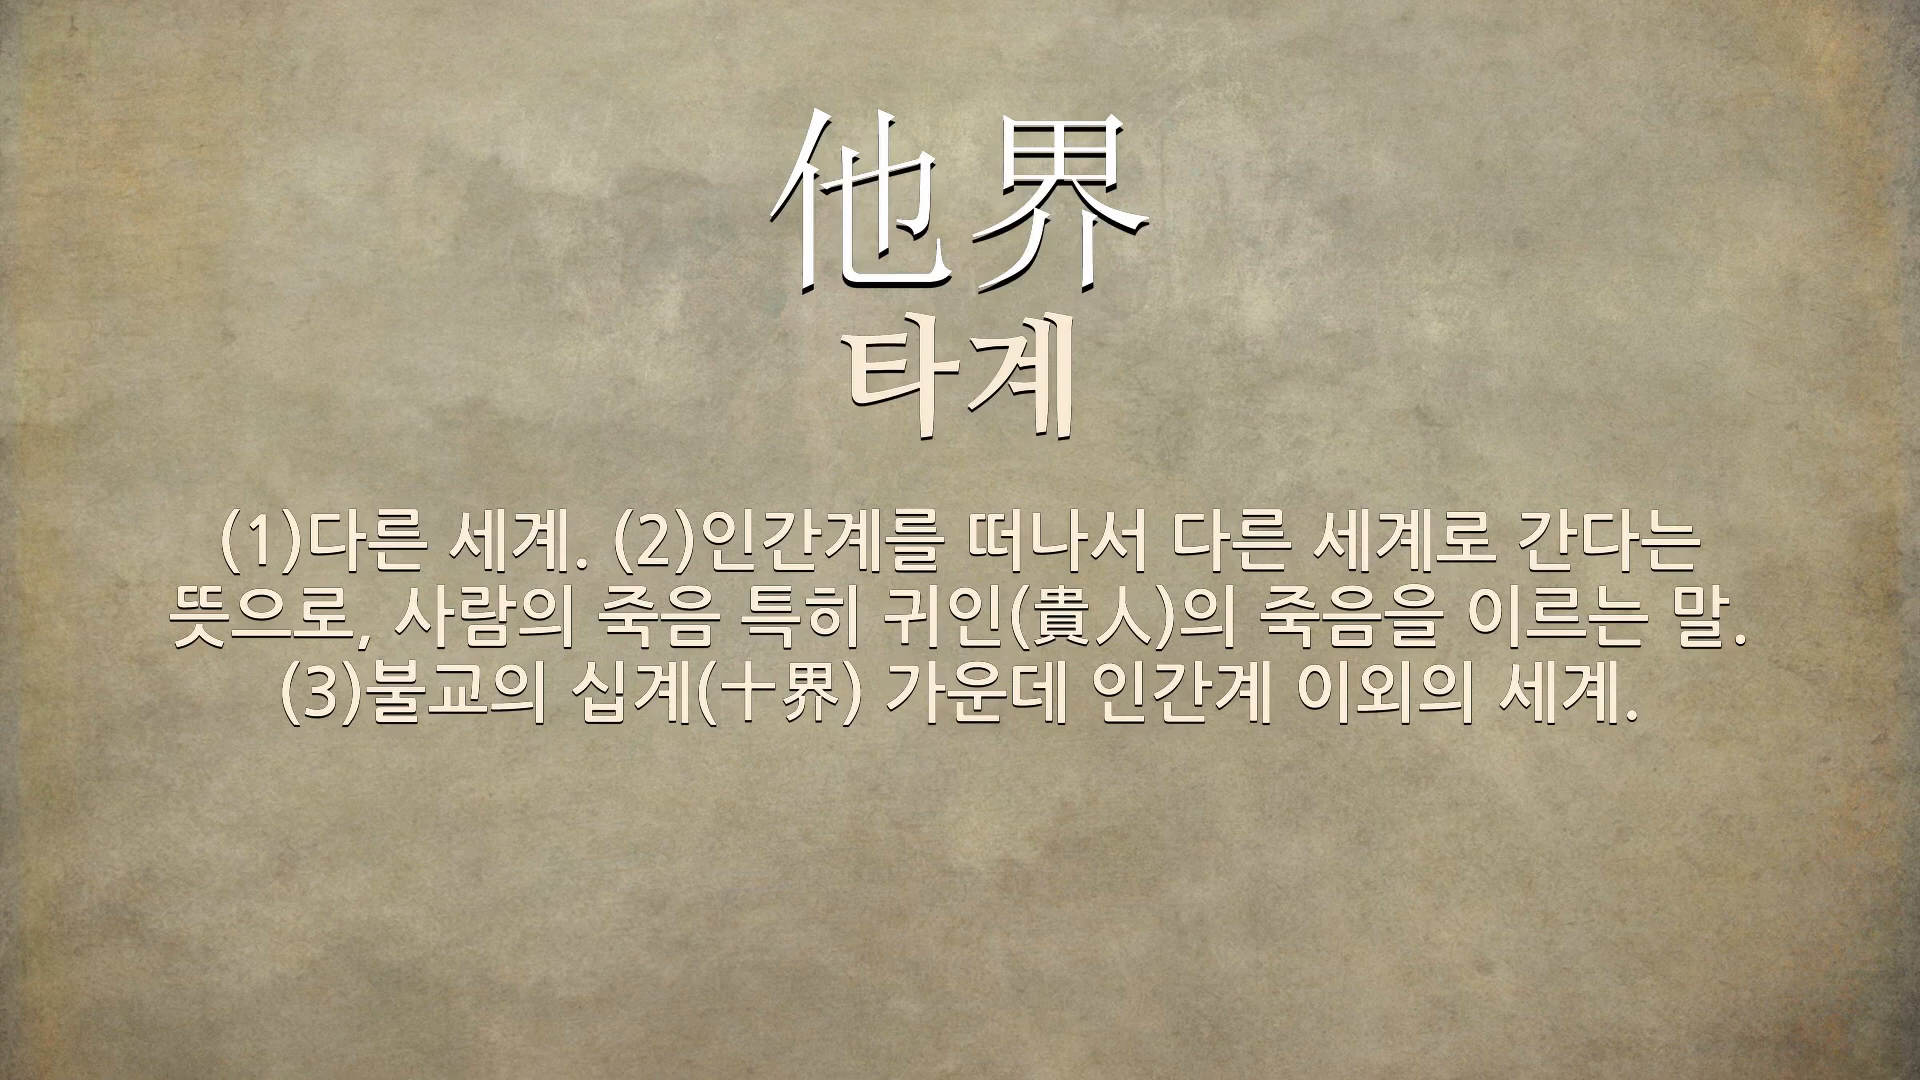 他界
타계
(1)다른 세계. (2)인간계를 떠나서 다른 세계로 간다는
뜻으로, 사람의 죽음 특히 귀인(貴人)의 죽음을 이르는 말.
(3)불교의 십계(十界) 가운데 인간계 이외의 세계.